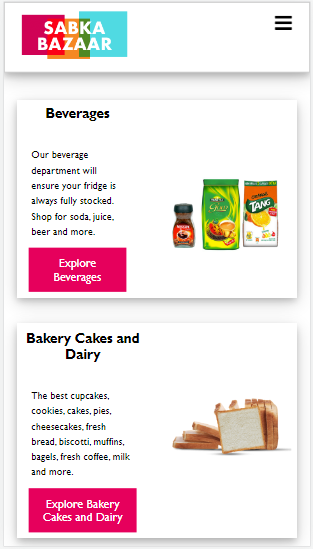 SABKA
BAZAAR
Beverages
Our beverage
department will
ensure your fridge is
always fully stocked.
Shop for soda, juice,
beer and more.
TANG
Explore
Beverages
Bakery Cakes and
Dairy
The best cupcakes,
cookies, cakes, pies,
cheesecakes, fresh
bread, biscotti, muffins,
bagels, fresh coffee, milk
and more.
Explore Bakery
Cakes and Dairy